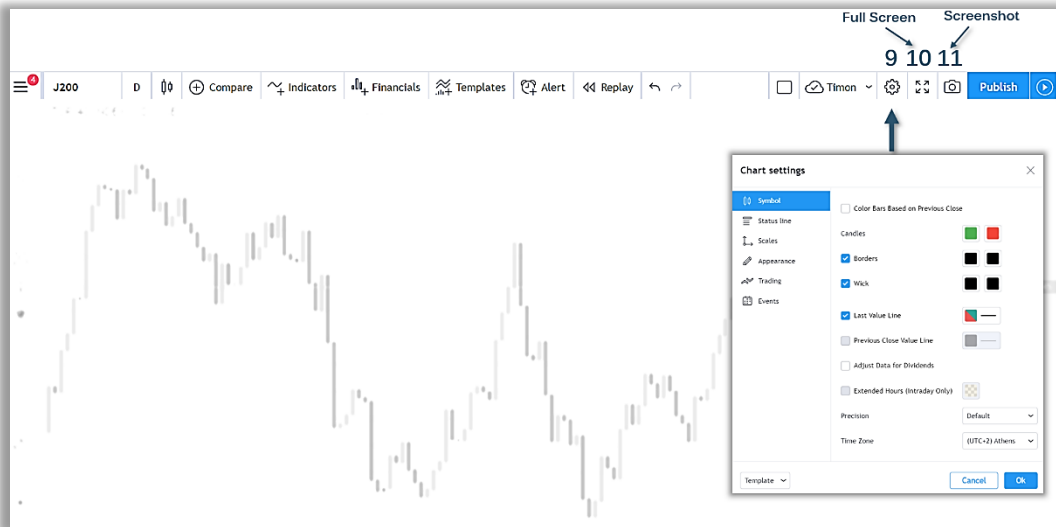 Full Screen Screenshot
9 10 11
4 J200 D Compare Indicators Financials Templates Alert Replay Timon Publish
Chart settings
Symbol
Status line
Scales
Appearance
Trading
Events
Color Bars Based on Previous Close
Candles
Borders
Wick
Last Value Line
Previous Close Value Line
Adjust Data for Dividends
Extended Hours (Intraday Only)
Precision Default
Time Zone (UTC+2) Athens
Template Cancel Ok